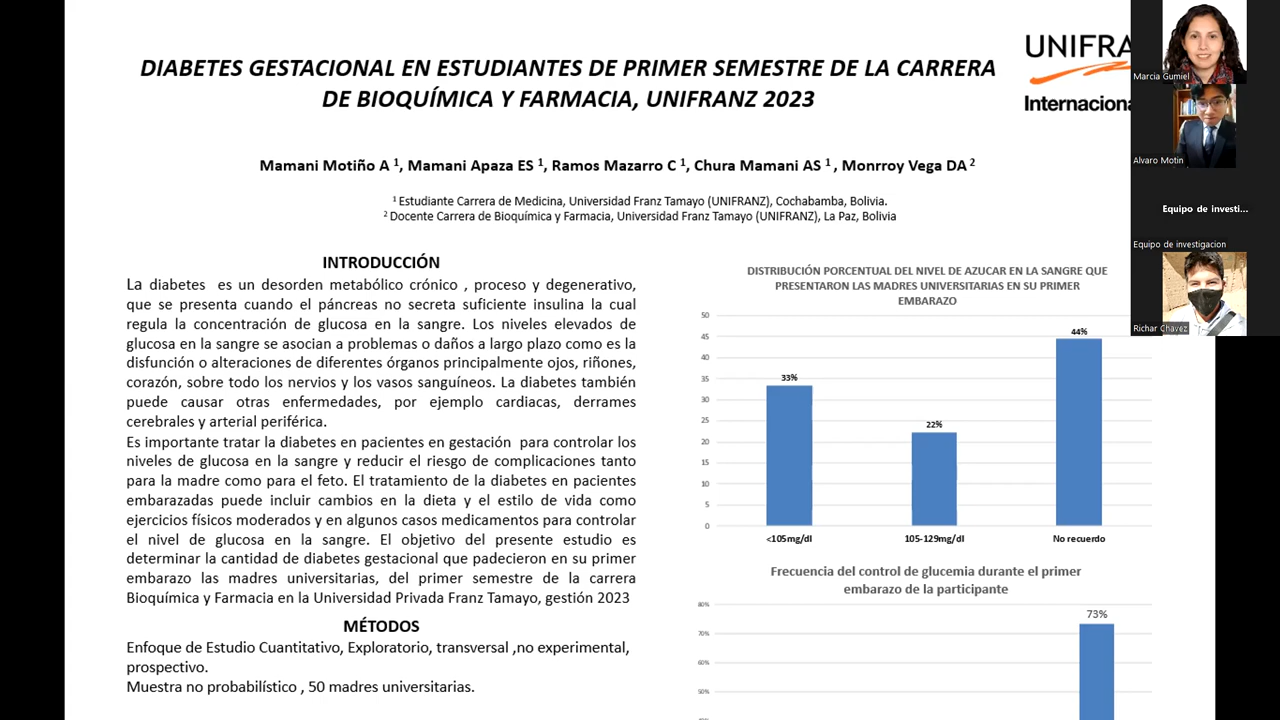 DIABETES GESTACIONAL EN ESTUDIANTES DE PRIMER SEMESTRE DE LA CARRERA
DE BIOQUÍMICA Y FARMACIA, UNIFRANZ 2023
UNIFRA
Internaciona
Mamani Motiño A 1, Mamani Apaza ES 1, Ramos Mazarro C 1, Chura Mamani AS 1 , Monrroy Vega DA 2
1 Estudiante Carrera de Medicina, Universidad Franz Tamayo (UNIFRANZ), Cochabamba, Bolivia.
2 Docente Carrera de Bioquímica y Farmacia, Universidad Franz Tamayo (UNIFRANZ), La Paz, Bolivia
INTRODUCCIÓN
La diabetes es un desorden metabólico crónico , proceso y degenerativo,
que se presenta cuando el páncreas no secreta suficiente insulina la cual
regula la concentración de glucosa en la sangre. Los niveles elevados de
glucosa en la sangre se asocian a problemas o daños a largo plazo como es la
disfunción o alteraciones de diferentes órganos principalmente ojos, riñones,
corazón, sobre todo los nervios y los vasos sanguíneos. La diabetes también
puede causar otras enfermedades, por ejemplo cardiacas, derrames
cerebrales y arterial periférica.
Es importante tratar la diabetes en pacientes en gestación para controlar los
niveles de glucosa en la sangre y reducir el riesgo de complicaciones tanto
para la madre como para el feto. El tratamiento de la diabetes en pacientes
embarazadas puede incluir cambios en la dieta y el estilo de vida como
ejercicios físicos moderados y en algunos casos medicamentos para controlar
el nivel de glucosa en la sangre. El objetivo del presente estudio es
determinar la cantidad de diabetes gestacional que padecieron en su primer
embarazo las madres universitarias, del primer semestre de la carrera
Bioquímica y Farmacia en la Universidad Privada Franz Tamayo, gestión 2023
MÉTODOS
Enfoque de Estudio Cuantitativo, Exploratorio, transversal ,no experimental,
prospectivo.
Muestra no probabilístico , 50 madres universitarias.
DISTRIBUCIÓN PORCENTUAL DEL NIVEL DE AZUCAR EN LA SANGRE QUE
PRESENTARON LAS MADRES UNIVERSITARIAS EN SU PRIMER
EMBARAZO
50
45
40
35
30
25
20
15
10
5
0
33%
22%
44%
<105mg/dl
105-129mg/dl
No recuerdo
Frecuencia del control de glucemia durante el primer
embarazo de la participante
80%
70%
60%
50%
73%
Marcia Gumiel
Alvaro Motin
Equipo de investi...
Equipo de investigacion
Richar Chavez